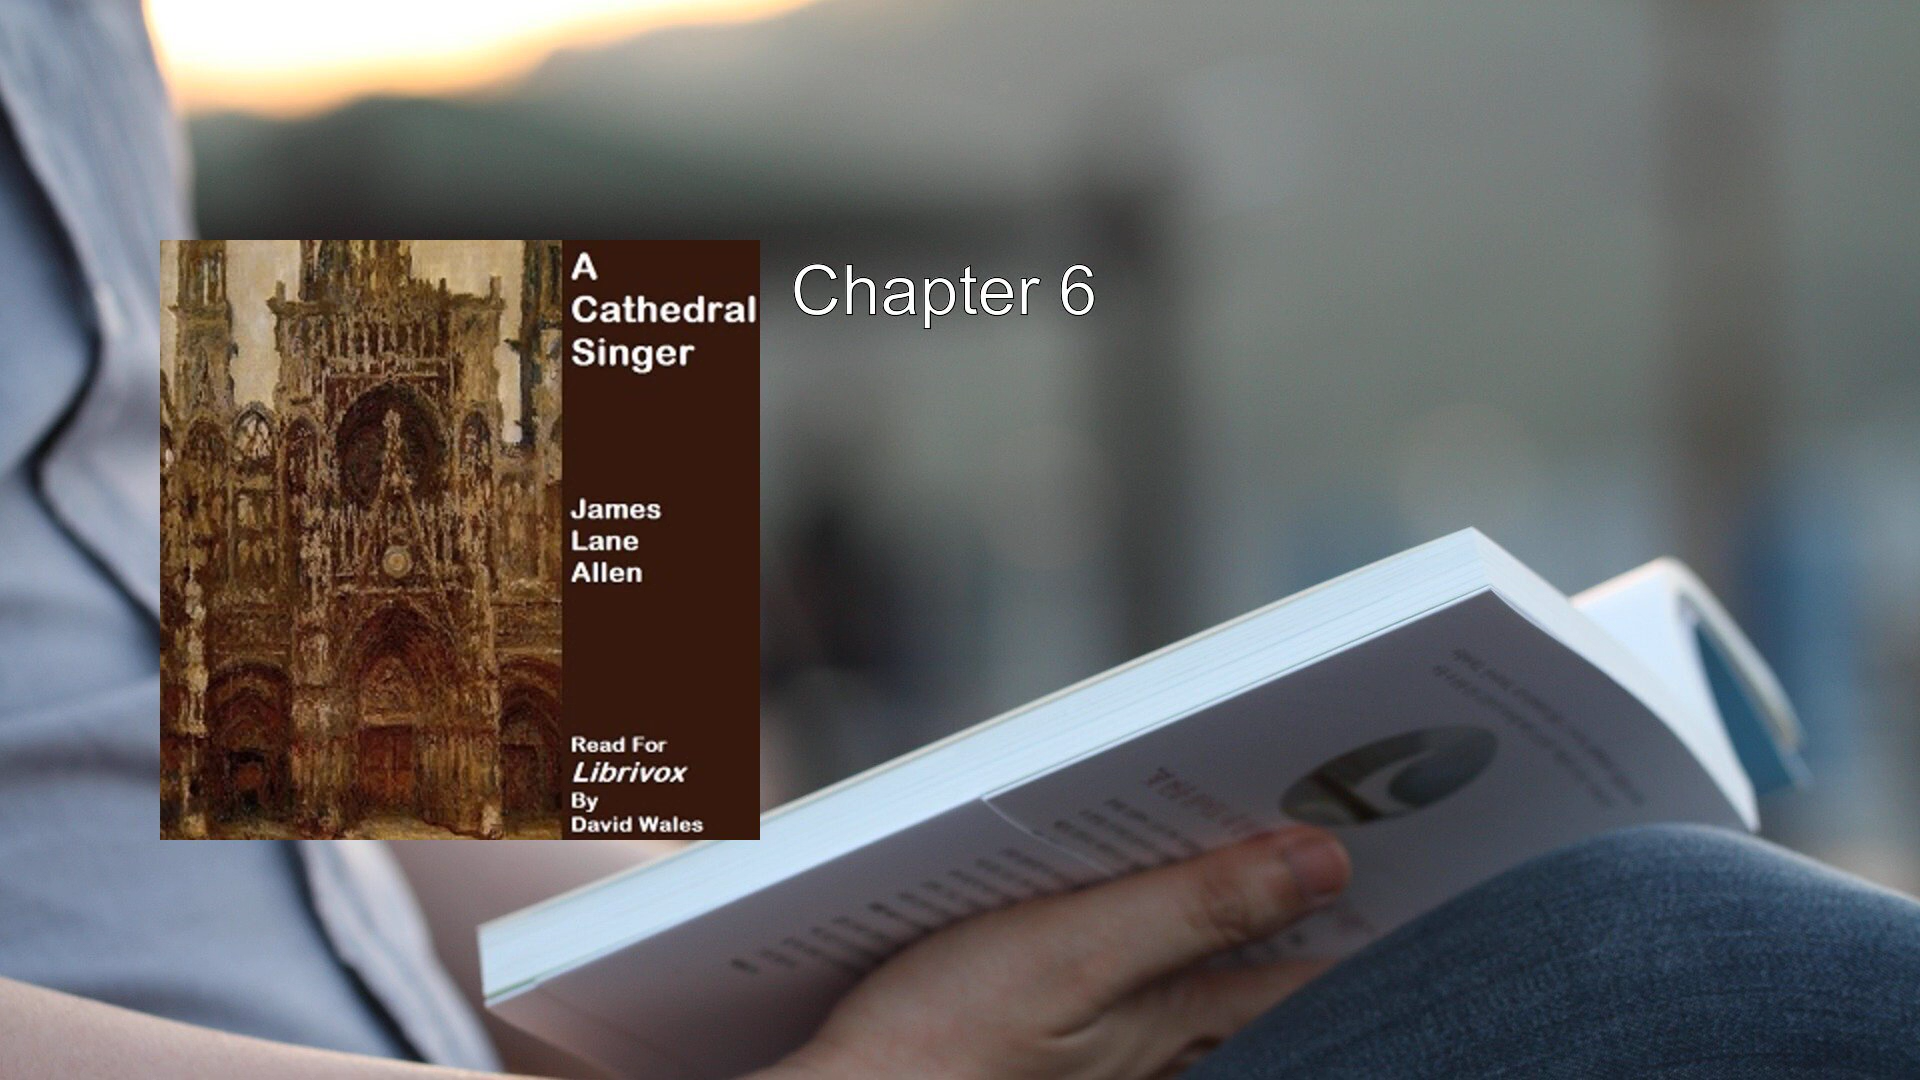 A
Cathedral
Singer
James
Lane
Allen
Read For
Librivox
By
David Wales
Chapter 6